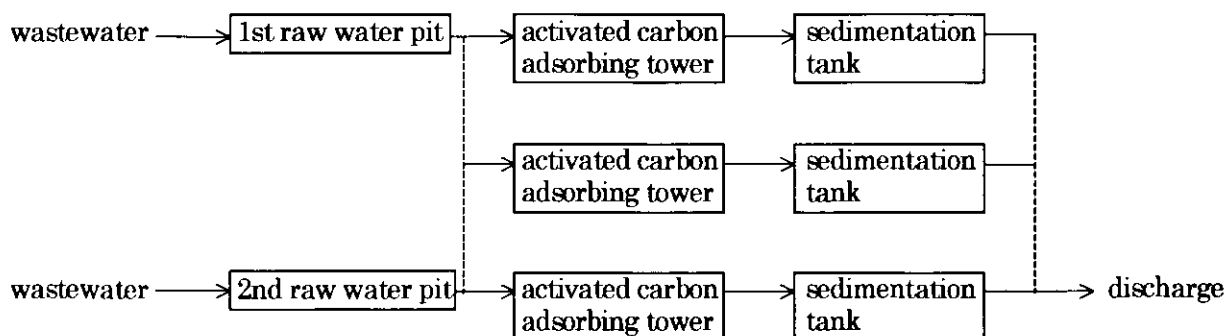 wastewater
1st raw water pit
activated carbon
adsorbing tower
sedimentation
tank
activated carbon
adsorbing tower
sedimentation
tank
wastewater
2nd raw water pit
activated carbon
adsorbing tower
sedimentation
tank
discharge